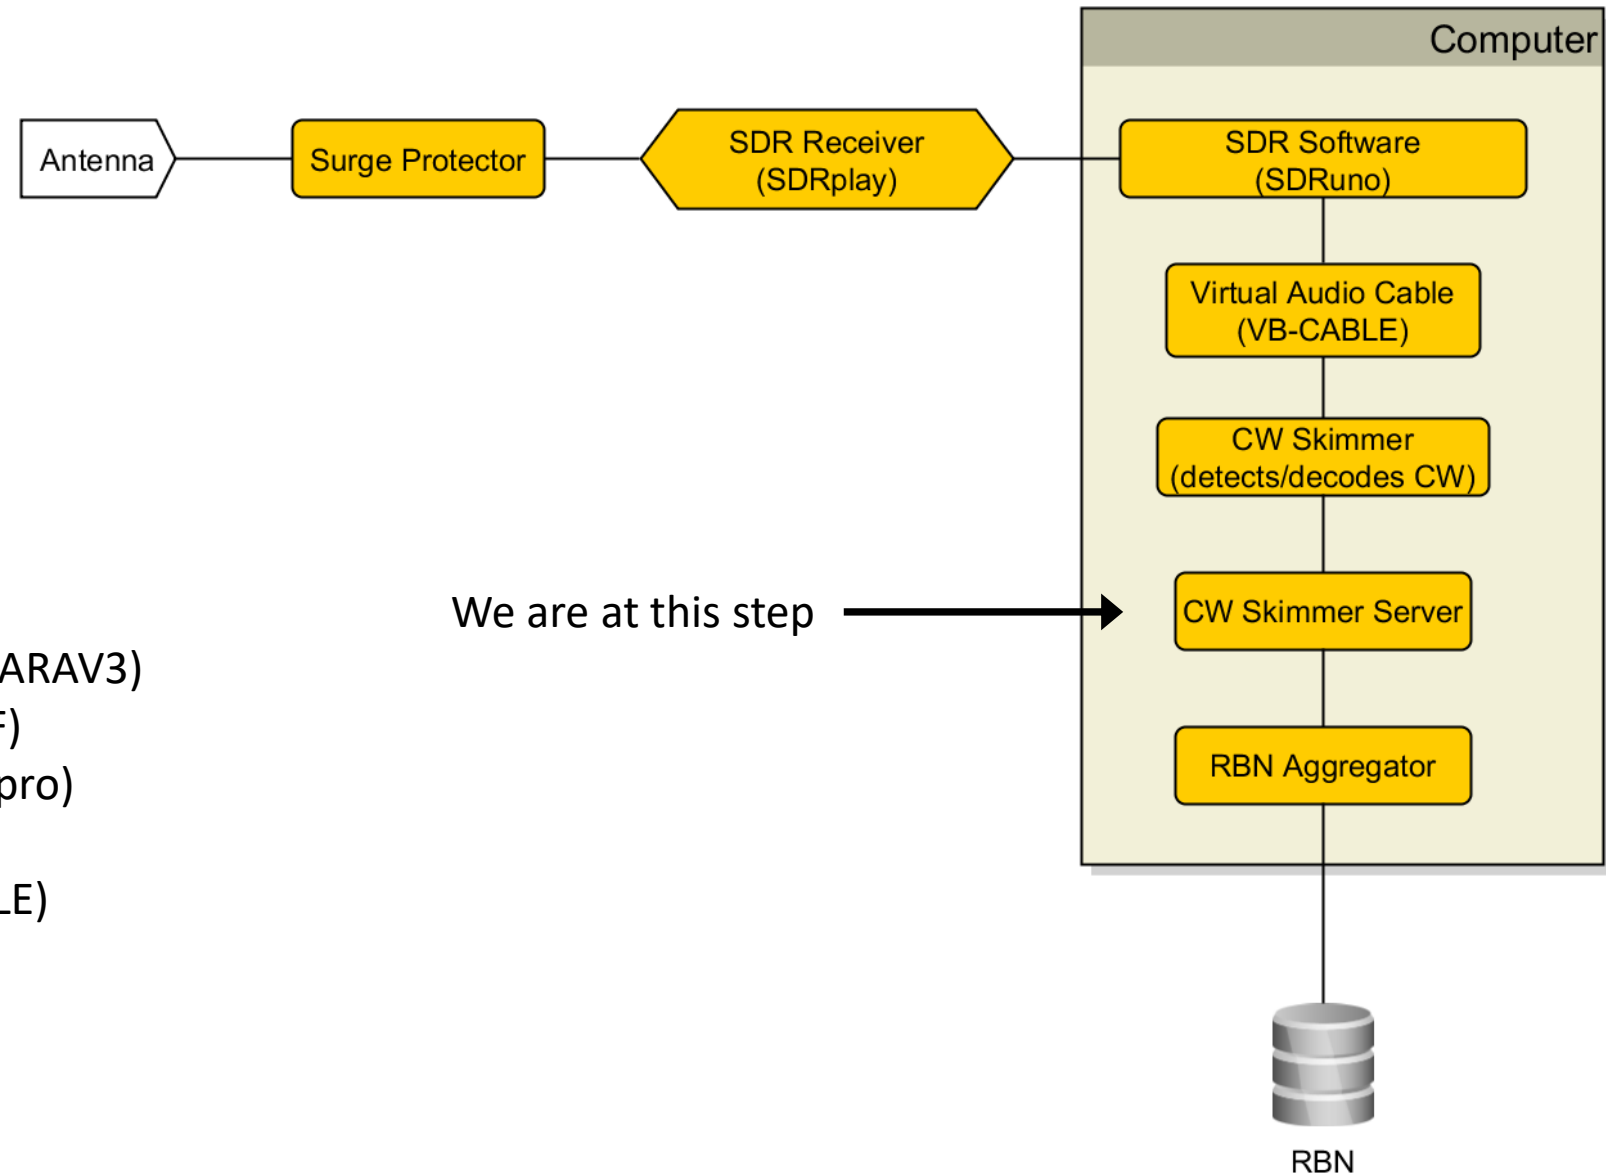 Computer
Antenna
Surge Protector
SDR Receiver
(SDRplay)
SDR Software
(SDRuno)
Virtual Audio Cable
(VB-CABLE)
CW Skimmer
(detects/decodes CW)
We are at this step
CW Skimmer Server
ARAV3)
F)
RBN Aggregator
pro)
LE)
RBN